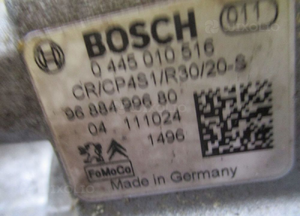 BOSCH
011
0 445 010 516
CR/CP4S1/R30/20-S
96 884 996 80
04 111024
1496
FoMoCo
Made in Germany